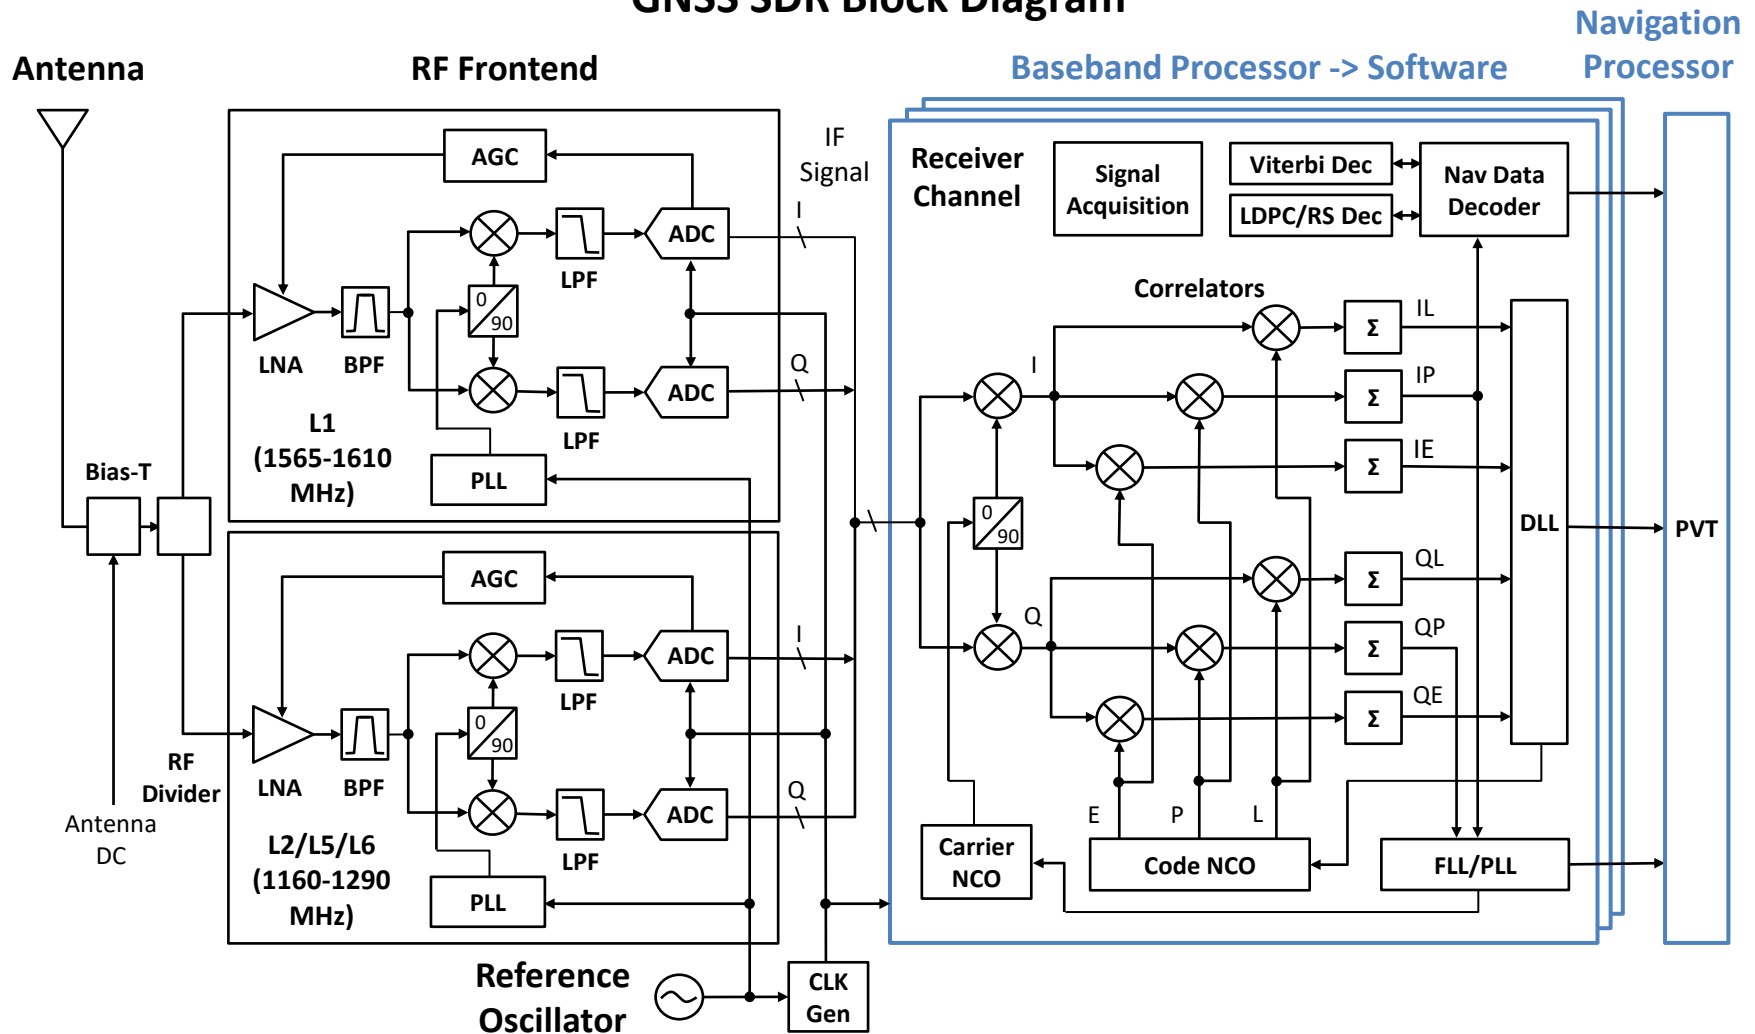 GNSS SDR Block Diagram
Antenna
RF Frontend
Baseband Processor -> Software
Navigation
Processor
AGC
ADC
LPF
0
90
LNA
BPF
ADC
LPF
L1
(1565-1610
MHz)
PLL
IF
Signal
I
Q
Bias-T
RF
Divider
Antenna
DC
AGC
ADC
LPF
0
90
LNA
BPF
ADC
LPF
L2/L5/L6
(1160-1290
MHz)
PLL
I
Q
Reference
Oscillator
CLK
Gen
Receiver
Channel
Signal
Acquisition
Viterbi Dec
LDPC/RS Dec
Nav Data
Decoder
Correlators
I
0
90
Q
Σ
IL
Σ
IP
Σ
IE
Σ
QL
Σ
QP
Σ
QE
DLL
PVT
E
P
L
Carrier
NCO
Code NCO
FLL/PLL